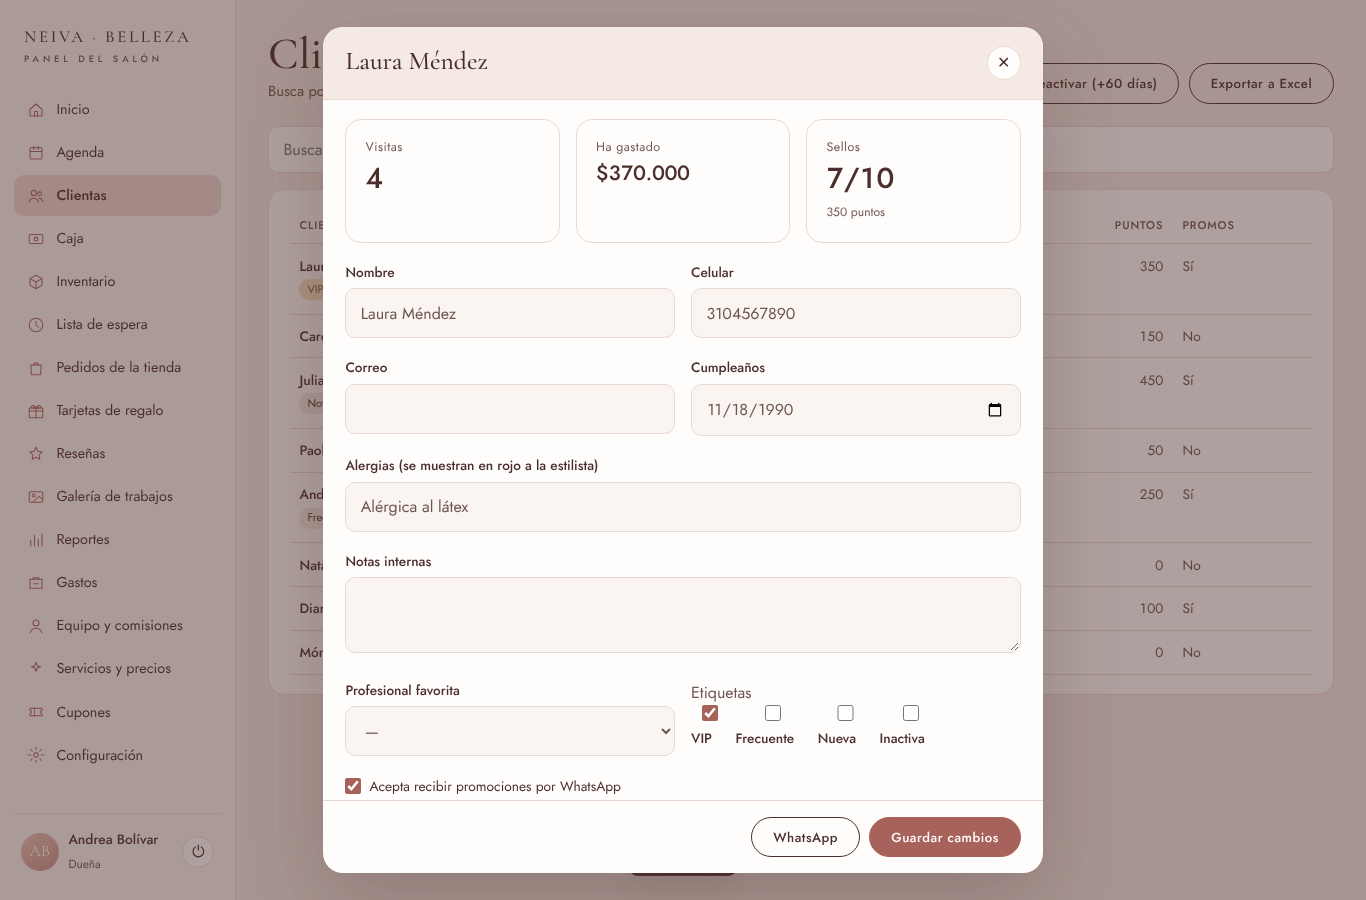 NEIVA · BELLEZA
PANEL DEL SALÓN
Inicio
Agenda
Clientas
Caja
Inventario
Lista de espera
Pedidos de la tienda
Tarjetas de regalo
Reseñas
Galería de trabajos
Reportes
Gastos
Equipo y comisiones
Servicios y precios
Cupones
Configuración
AB
Andrea Bolívar
Dueña
Busca
(+60 días)
Exportar a Excel
Busca
PUNTOS PROMOS
VIP
350 Sí
150 No
450 Sí
50 No
250 Sí
0 No
100 Sí
0 No
Laura Méndez
Visitas
4
Ha gastado
$370.000
Sellos
7/10
350 puntos
Nombre
Laura Méndez
Celular
3104567890
Correo
Cumpleaños
11/18/1990
Alergias (se muestran en rojo a la estilista)
Alérgica al látex
Notas internas
Profesional favorita
—
Etiquetas
VIP Frecuente Nueva Inactiva
Acepta recibir promociones por WhatsApp
WhatsApp
Guardar cambios